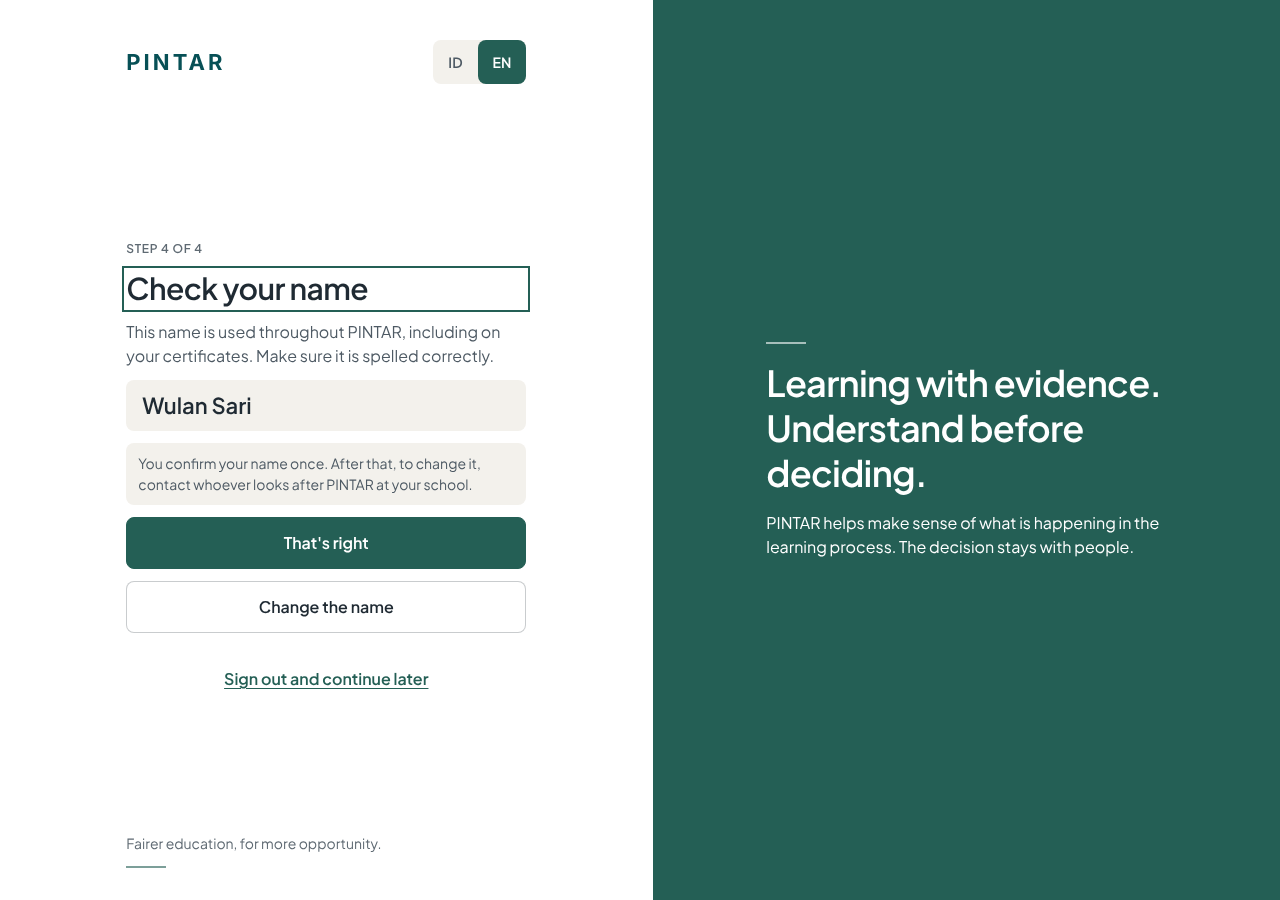 PINTAR
ID
EN
STEP 4 OF 4
Check your name
This name is used throughout PINTAR, including on
your certificates. Make sure it is spelled correctly.
Wulan Sari
You confirm your name once. After that, to change it,
contact whoever looks after PINTAR at your school.
That's right
Change the name
Sign out and continue later
Fairer education, for more opportunity.
Learning with evidence.
Understand before
deciding.
PINTAR helps make sense of what is happening in the
learning process. The decision stays with people.